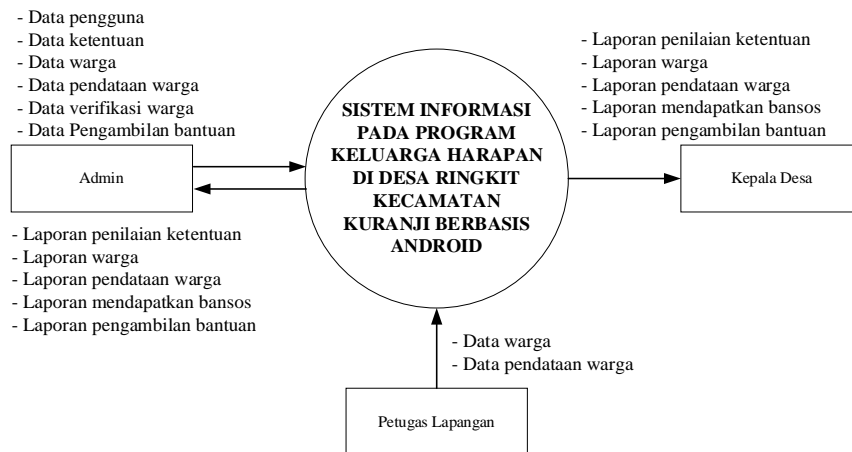 - Data pengguna
- Data ketentuan
- Data warga
- Data pendataan warga
- Data verifikasi warga
- Data Pengambilan bantuan
Admin
- Laporan penilaian ketentuan
- Laporan warga
- Laporan pendataan warga
- Laporan mendapatkan bansos
- Laporan pengambilan bantuan
SISTEM INFORMASI
PADA PROGRAM
KELUARGA HARAPAN
DI DESA RINGKIT
KECAMATAN
KURANJI BERBASIS
ANDROID
- Laporan penilaian ketentuan
- Laporan warga
- Laporan pendataan warga
- Laporan mendapatkan bansos
- Laporan pengambilan bantuan
Kepala Desa
- Data warga
- Data pendataan warga
Petugas Lapangan